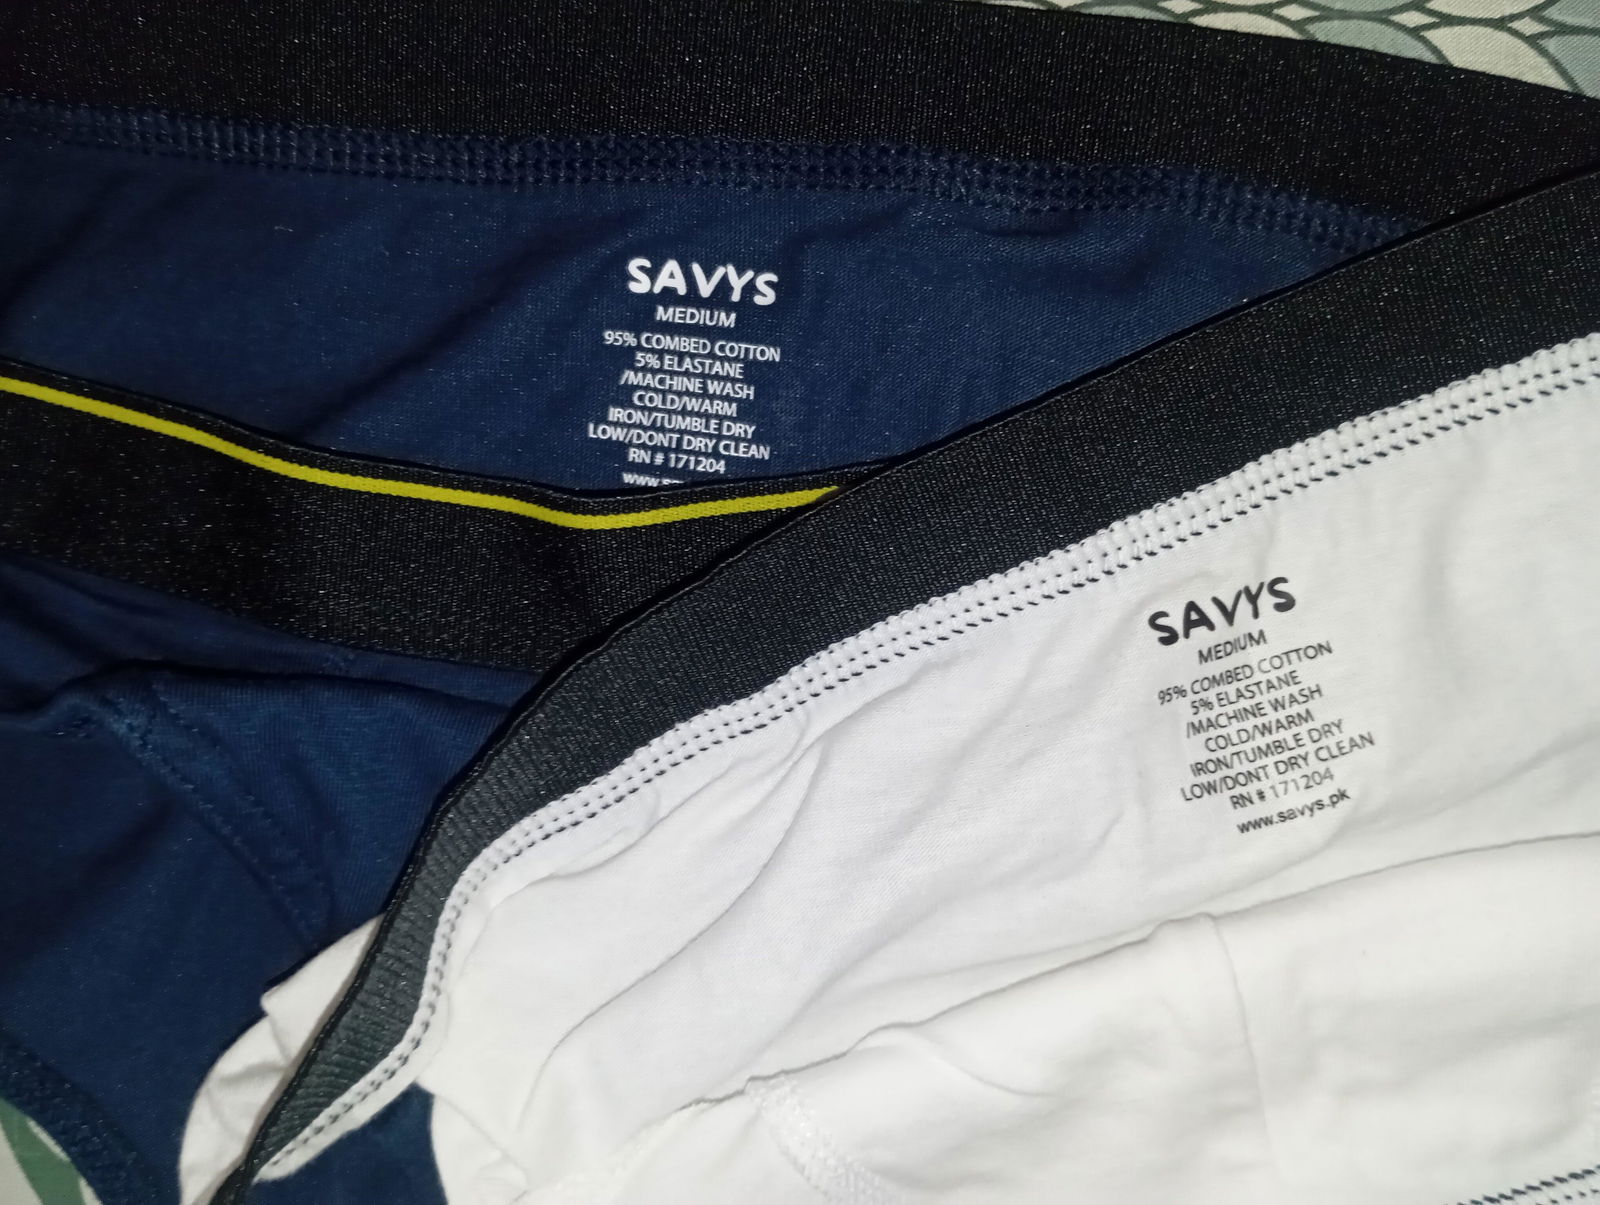 SAVYS
MEDIUM
95% COMBED COTTON
5% ELASTANE
/MACHINE WASH
COLD/WARM
IRON/TUMBLE DRY
LOW/DONT DRY CLEAN
RN # 171204
SAVYS
MEDIUM
95% COMBED COTTON
5% ELASTANE
/MACHINE WASH
COLD/WARM
IRON/TUMBLE DRY
LOW/DONT DRY CLEAN
RN # 171204
www.savys.pk